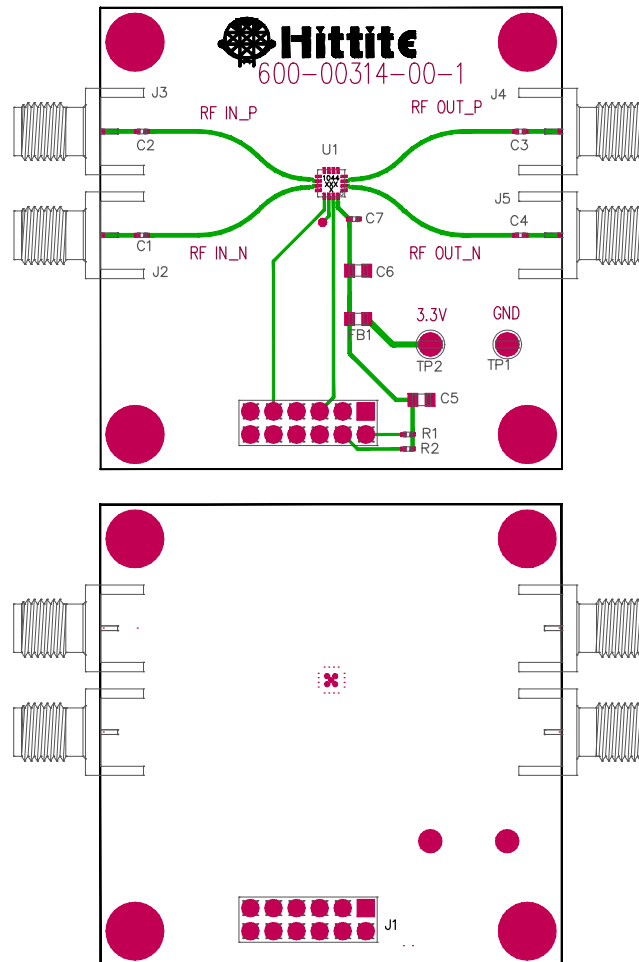 Hittite
600-00314-00-1
J3
RF IN_P
RF OUT_P
J4
C2
U1
C3
1044
XXX
J5
C7
C1
C4
RF IN_N
RF OUT_N
J2
C6
3.3V
GND
FB1
TP2
TP1
C5
R1
R2
J1